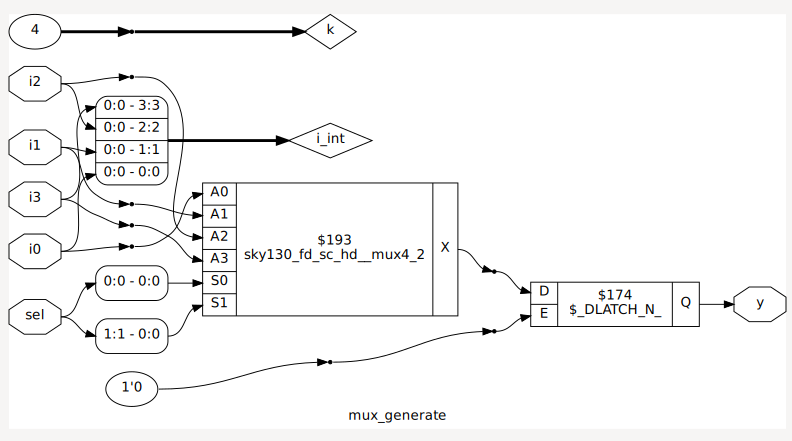 4
k
i2
0:0 - 3:3
0:0 - 2:2
0:0 - 1:1
0:0 - 0:0
i_int
i1
i3
i0
A0
A1
A2
A3
S0
S1
$193
sky130_fd_sc_hd__mux4_2
X
sel
0:0 - 0:0
1:1 - 0:0
D
E
$174
$_DLATCH_N_
Q
y
1'0
mux_generate